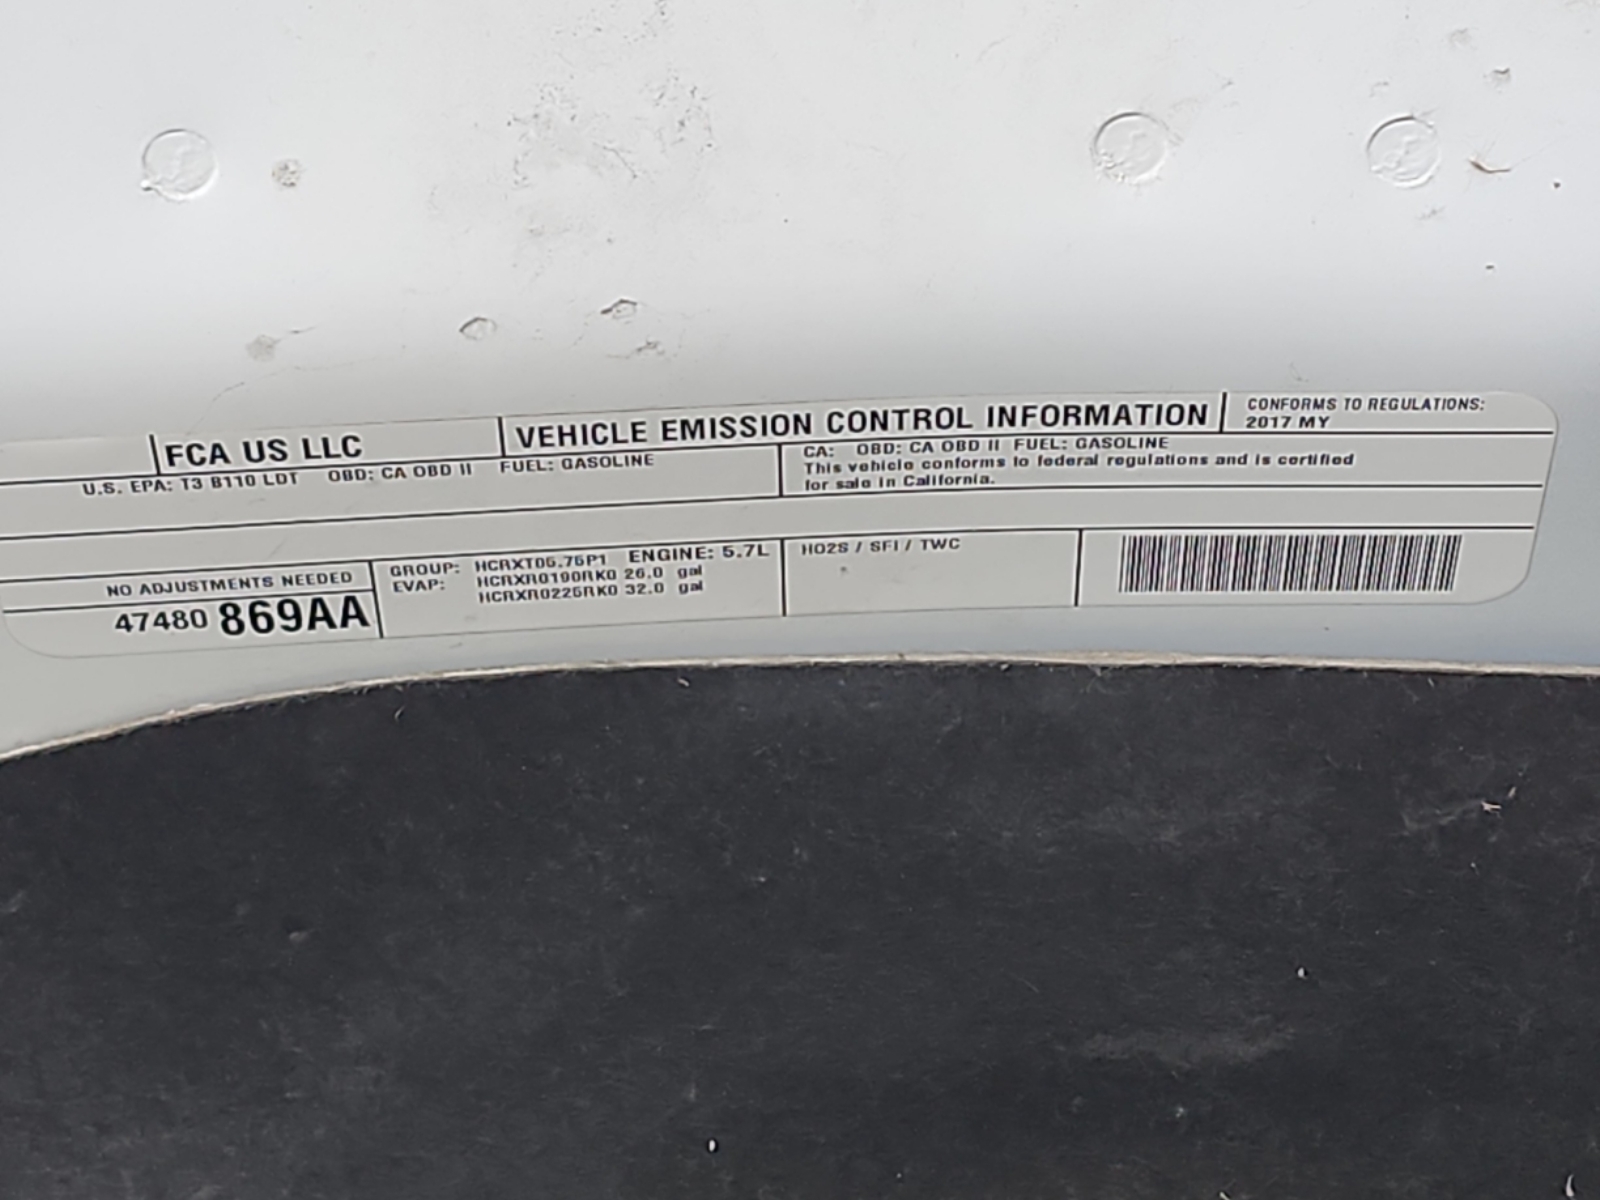 FCA US LLC
VEHICLE EMISSION CONTROL INFORMATION
CONFORMS TO REGULATIONS:
2017 MY
U.S. EPA: T3 B110 LDT OBD: CA OBD II FUEL: GASOLINE
CA: OBD: CA OBD II FUEL: GASOLINE
This vehicle conforms to federal regulations and is certified
for sale in California.
NO ADJUSTMENTS NEEDED
47480 869AA
GROUP: HCRXT05.75P1 ENGINE: 5.7L
EVAP: HCRXR0190RK0 26.0 gal
HCRXR0225RK0 32.0 gal
HO2S / SFI / TWC